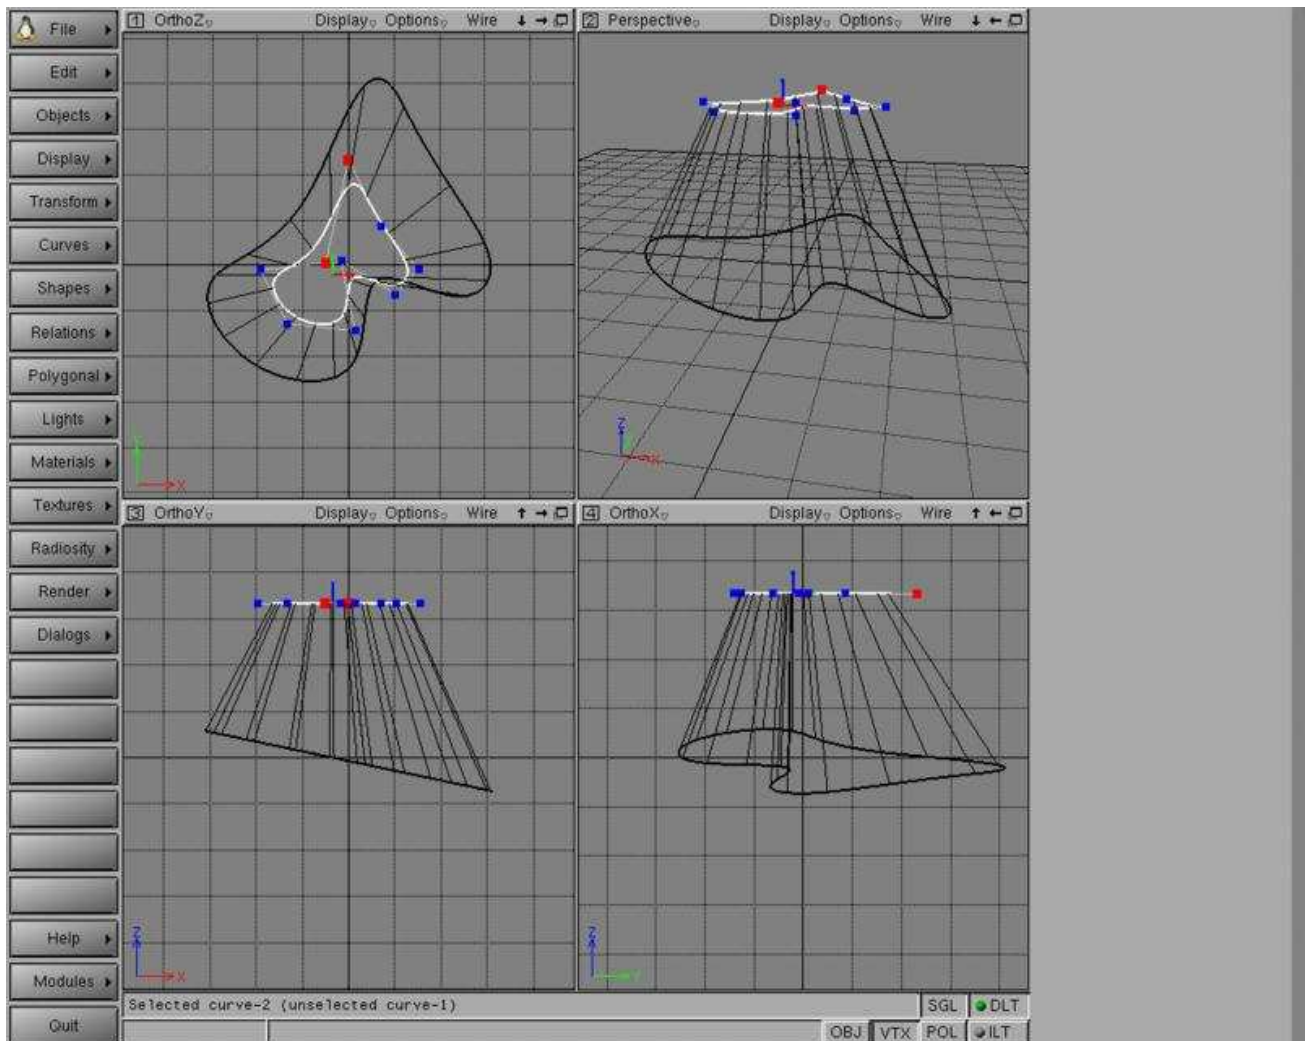 File
Edit
Objects
Display
Transform
Curves
Shapes
Relations
Polygonal
Lights
Materials
Textures
Radiosity
Render
Dialogs
Help
Modules
Quit
1 OrthoZ Display Options Wire
X
2 Perspective Display Options Wire
Z
X
3 OrthoY Display Options Wire
Z
X
4 OrthoX Display Options Wire
Z
Selected curve-2 (unselected curve-1)
SGL DLT
OBJ VTX POL ILT